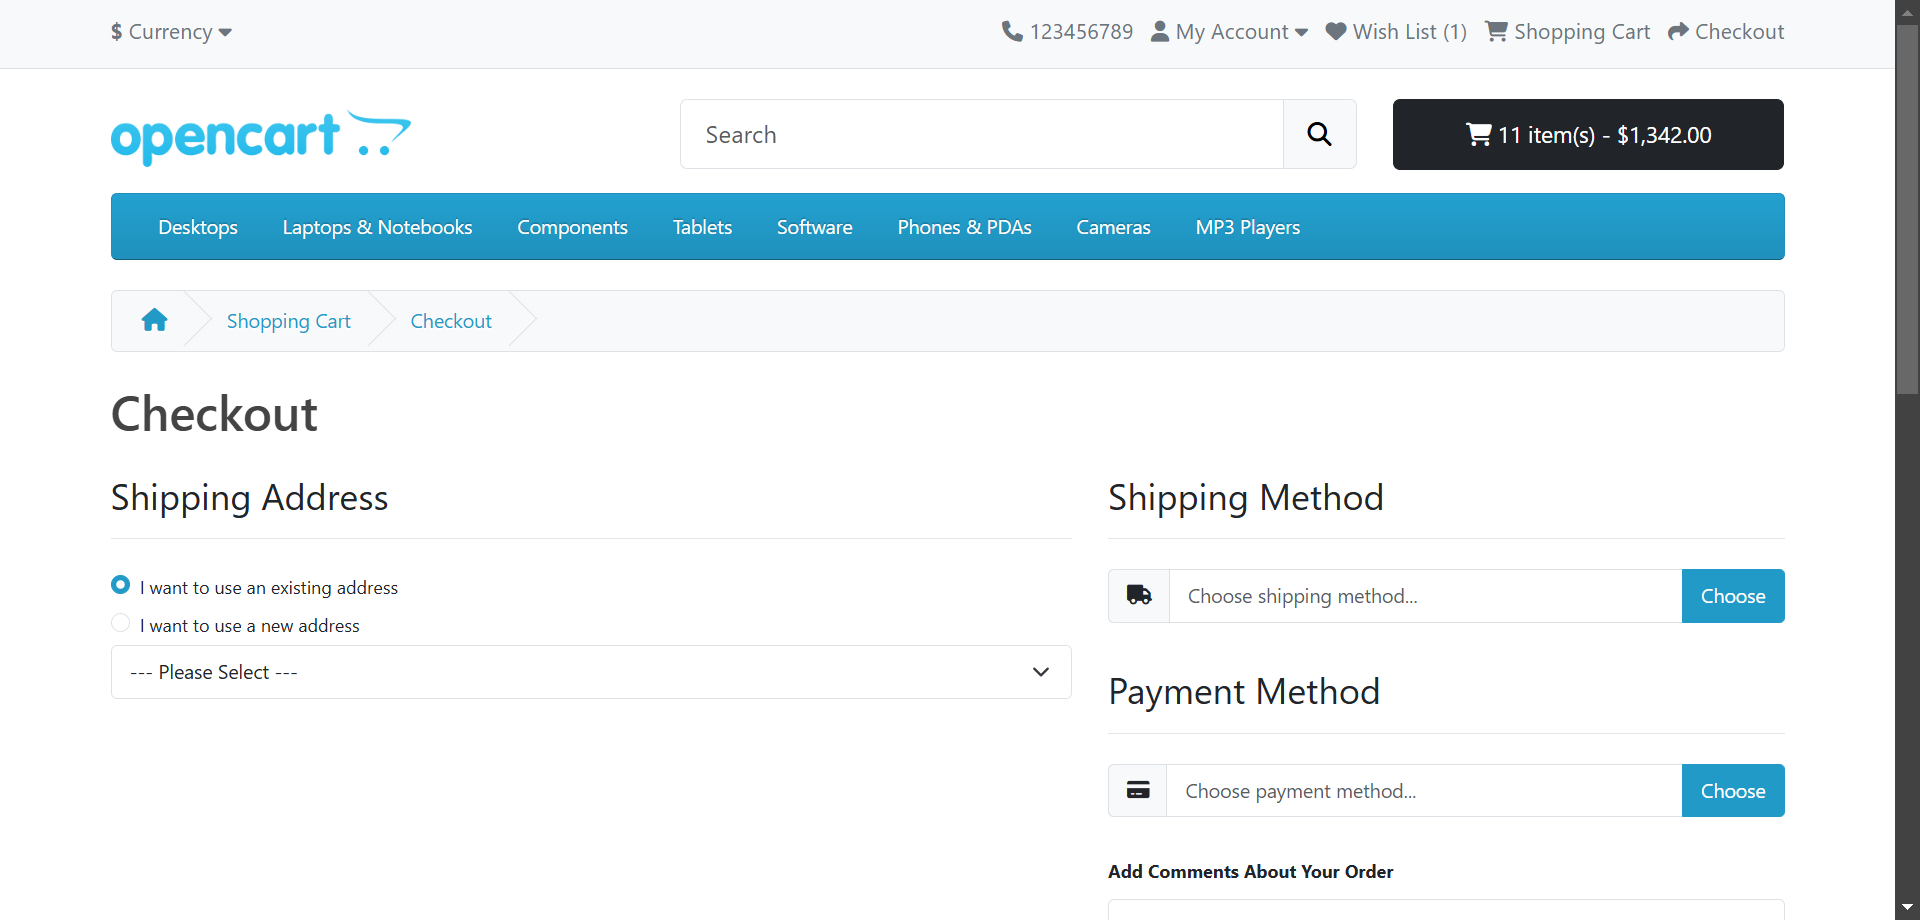 $ Currency
123456789 My Account Wish List (1) Shopping Cart Checkout
opencart
Search
11 item(s) - $1,342.00
Desktops Laptops & Notebooks Components Tablets Software Phones & PDAs Cameras MP3 Players
Shopping Cart Checkout
Checkout
Shipping Address
I want to use an existing address
I want to use a new address
--- Please Select ---
Shipping Method
Choose shipping method... Choose
Payment Method
Choose payment method... Choose
Add Comments About Your Order